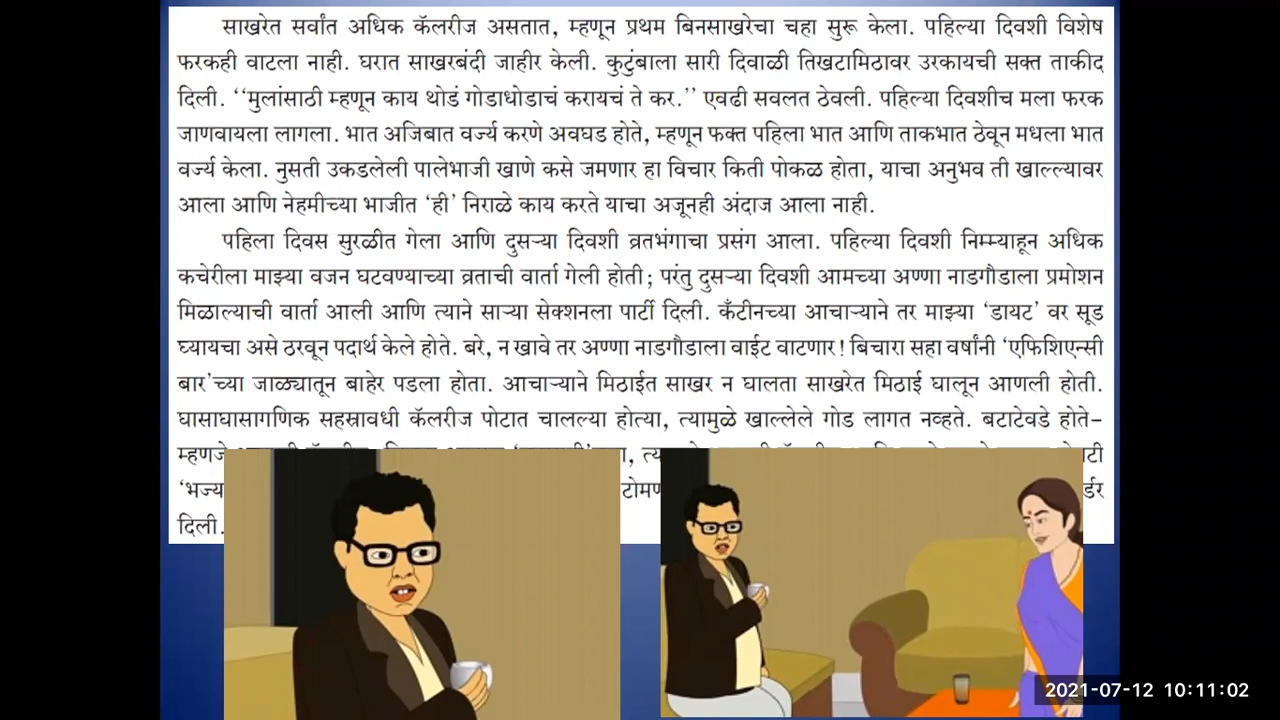 साखरेत सर्वांत अधिक कॅलरीज असतात, म्हणून प्रथम बिनसाखरेचा चहा सुरू केला. पहिल्या दिवशी विशेष
फरकही वाटला नाही. घरात साखरबंदी जाहीर केली. कुटुंबाला सारी दिवाळी तिखटामिठावर उरकायची सक्त ताकीद
दिली. ‘‘मुलांसाठी म्हणून काय थोडं गोडाधोडाचं करायचं ते कर.’’ एवढी सवलत ठेवली. पहिल्या दिवशीच मला फरक
जाणवायला लागला. भात अजिबात वर्ज्य करणे अवघड होते, म्हणून फक्त पहिला भात आणि ताकभात ठेवून मधला भात
वर्ज्य केला. नुसती उकडलेली पालेभाजी खाणे कसे जमणार हा विचार किती पोकळ होता, याचा अनुभव ती खाल्ल्यावर
आला आणि नेहमीच्या भाजीत ‘ही’ निराळे काय करते याचा अजूनही अंदाज आला नाही.
पहिला दिवस सुरळीत गेला आणि दुसऱ्या दिवशी व्रतभंगाचा प्रसंग आला. पहिल्या दिवशी निम्म्याहून अधिक
कचेरीला माझ्या वजन घटवण्याच्या व्रताची वार्ता गेली होती; परंतु दुसऱ्या दिवशी आमच्या अण्णा नाडगौडाला प्रमोशन
मिळाल्याची वार्ता आली आणि त्याने साऱ्या सेक्शनला पार्टी दिली. कँटीनच्या आचाऱ्याने तर माझ्या ‘डायट’ वर सूड
घ्यायचा असे ठरवून पदार्थ केले होते. बरे, न खावे तर अण्णा नाडगौडाला वाईट वाटणार! बिचारा सहा वर्षांनी ‘एफिशिएन्सी
बार’च्या जाळ्यातून बाहेर पडला होता. आचाऱ्याने मिठाईत साखर न घालता साखरेत मिठाई घालून आणली होती.
घासाघासागणिक सहस्रावधी कॅलरीज पोटात चालल्या होत्या, त्यामुळे खाल्लेले गोड लागत नव्हते. बटाटेवडे होते–
म्हणजे
दिली.
2021-07-12 10:11:02